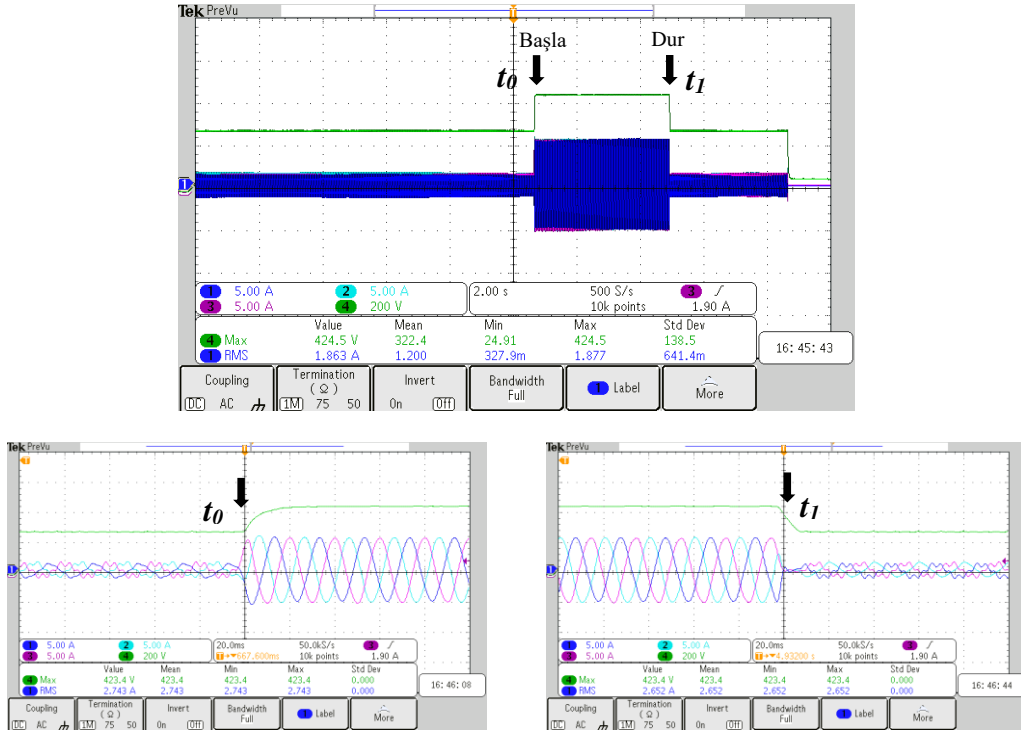 Tek PreVu
T
Başla Dur
t0 t1
1
1 5.00 A 2 5.00 A 2.00 s 500 S/s 3
3 5.00 A 4 200 V 10k points 1.90 A
Value Mean Min Max Std Dev
4 Max 424.5 V 322.4 24.91 424.5 138.5
1 RMS 1.863 A 1.200 327.9m 1.877 641.4m
16:45:43
Coupling Termination (Ω) Invert Bandwidth Full 1 Label More
DC AC 1M 75 50 On Off
Tek PreVu
T
t0
1
1 5.00 A 2 5.00 A 20.0ms 50.0kS/s 3
3 5.00 A 4 200 V T→▼667.600ms 10k points 1.90 A
Value Mean Min Max Std Dev
4 Max 423.4 V 423.4 423.4 423.4 0.000
1 RMS 2.743 A 2.743 2.743 2.743 0.000
16:46:08
Coupling Termination (Ω) Invert Bandwidth Full 1 Label More
DC AC 1M 75 50 On Off
Tek PreVu
T
t1
1
1 5.00 A 2 5.00 A 20.0ms 50.0kS/s 3
3 5.00 A 4 200 V T→▼4.93200 s 10k points 1.90 A
Value Mean Min Max Std Dev
4 Max 423.4 V 423.4 423.4 423.4 0.000
1 RMS 2.652 A 2.652 2.652 2.652 0.000
16:46:44
Coupling Termination (Ω) Invert Bandwidth Full 1 Label More
DC AC 1M 75 50 On Off